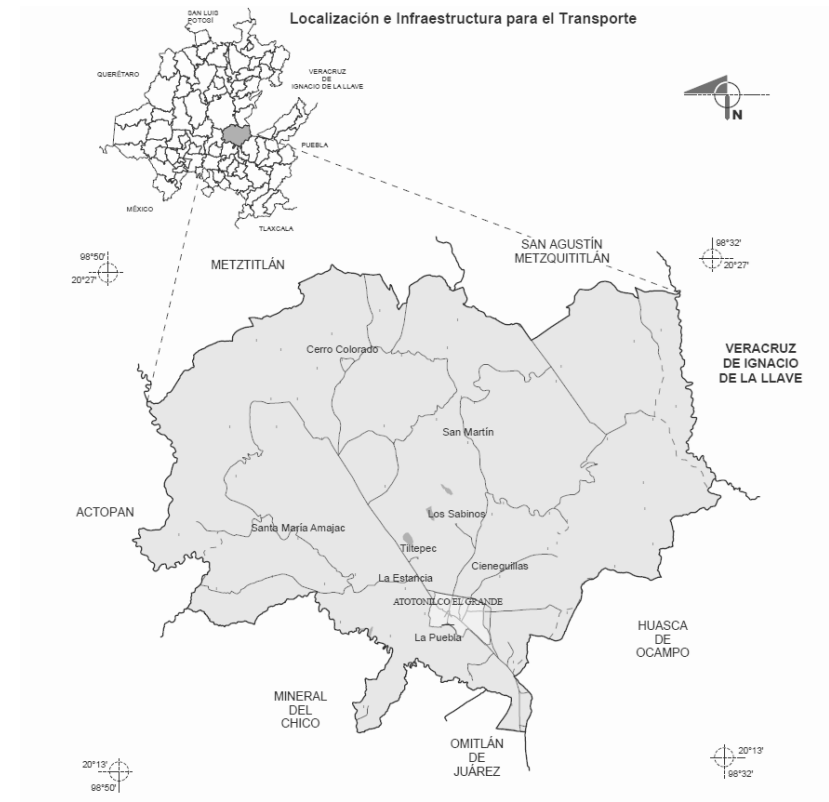 Localización e Infraestructura para el Transporte
SAN LUIS
POTOSÍ
QUERÉTARO
VERACRUZ
DE
IGNACIO DE LA LLAVE
PUEBLA
MÉXICO
TLAXCALA
N
98°50'
20°27'
METZTITLÁN
SAN AGUSTÍN
METZQUITITLÁN
98°32'
20°27'
VERACRUZ
DE IGNACIO
DE LA LLAVE
Cerro Colorado
San Martín
ACTOPAN
Los Sabinos
Santa María Amajac
Tiltepec
Cieneguillas
La Estancia
ATOTONILCO EL GRANDE
La Puebla
HUASCA
DE
OCAMPO
MINERAL
DEL
CHICO
OMITLÁN
DE
JUÁREZ
20°13'
98°50'
20°13'
98°32'